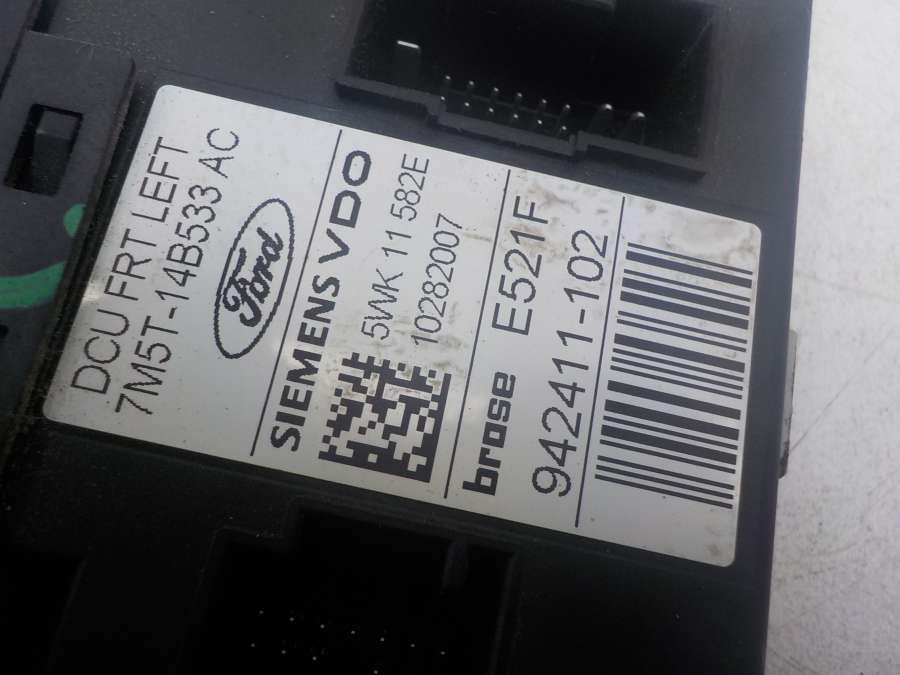 DCU FRT LEFT
7M5T-14B533 AC
Ford
SIEMENS VDO
5WK 11 582E
10282007
brose E521F
942411-102